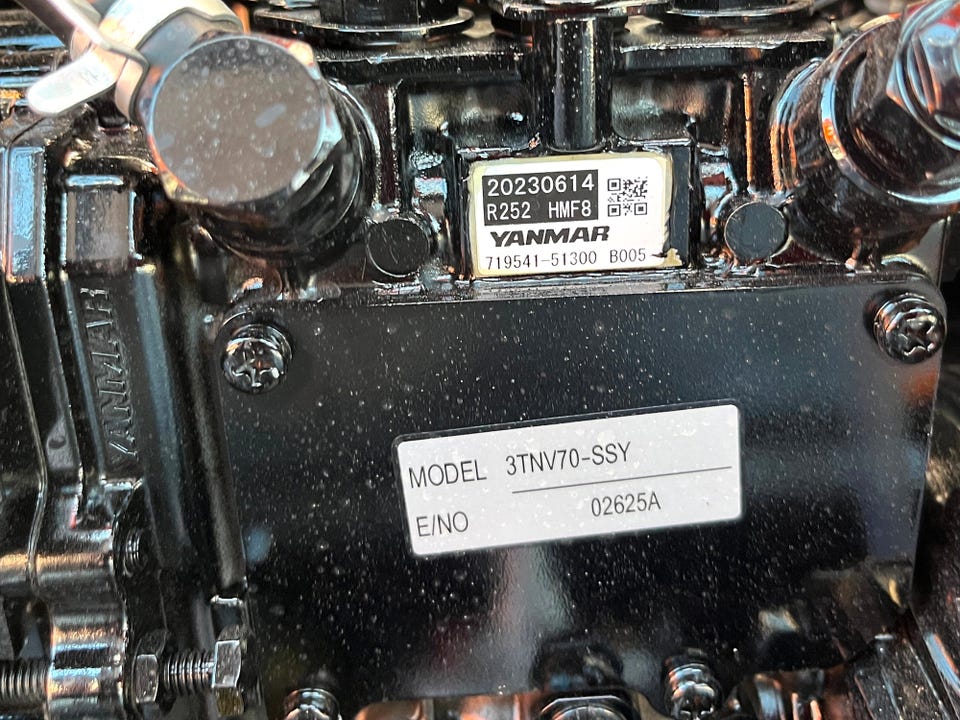 20230614
R252 HMF8
YANMAR
719541-51300 B005
YANMAR
MODEL 3TNV70-SSY
E/NO 02625A